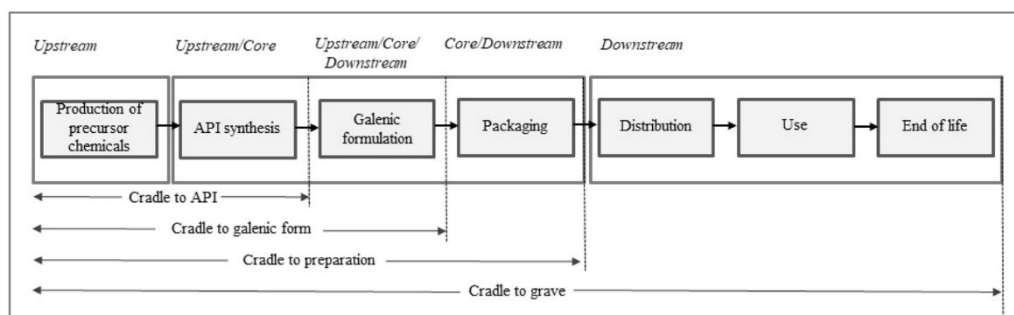 Upstream
Upstream/Core
Upstream/Core/
Downstream
Core/Downstream
Downstream
Production of
precursor
chemicals
API synthesis
Galenic
formulation
Packaging
Distribution
Use
End of life
Cradle to API
Cradle to galenic form
Cradle to preparation
Cradle to grave